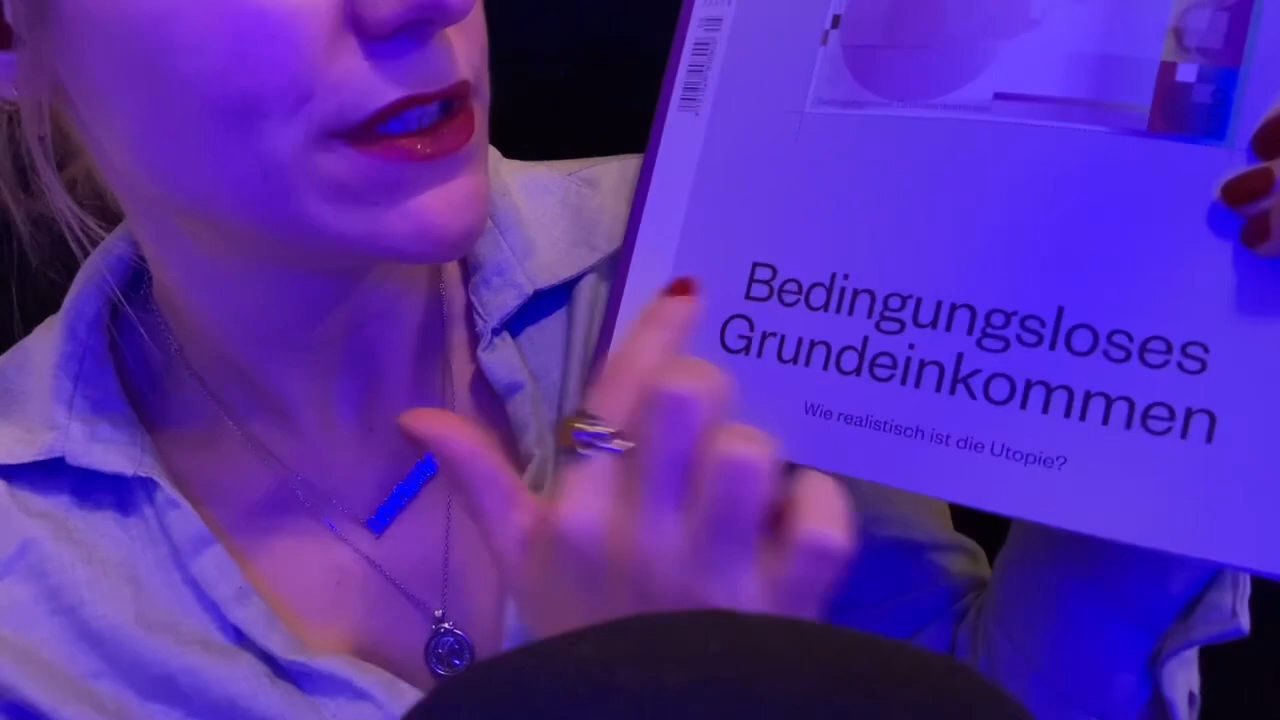 Bedingungsloses
Grundeinkommen
Wie realistisch ist die Utopie?